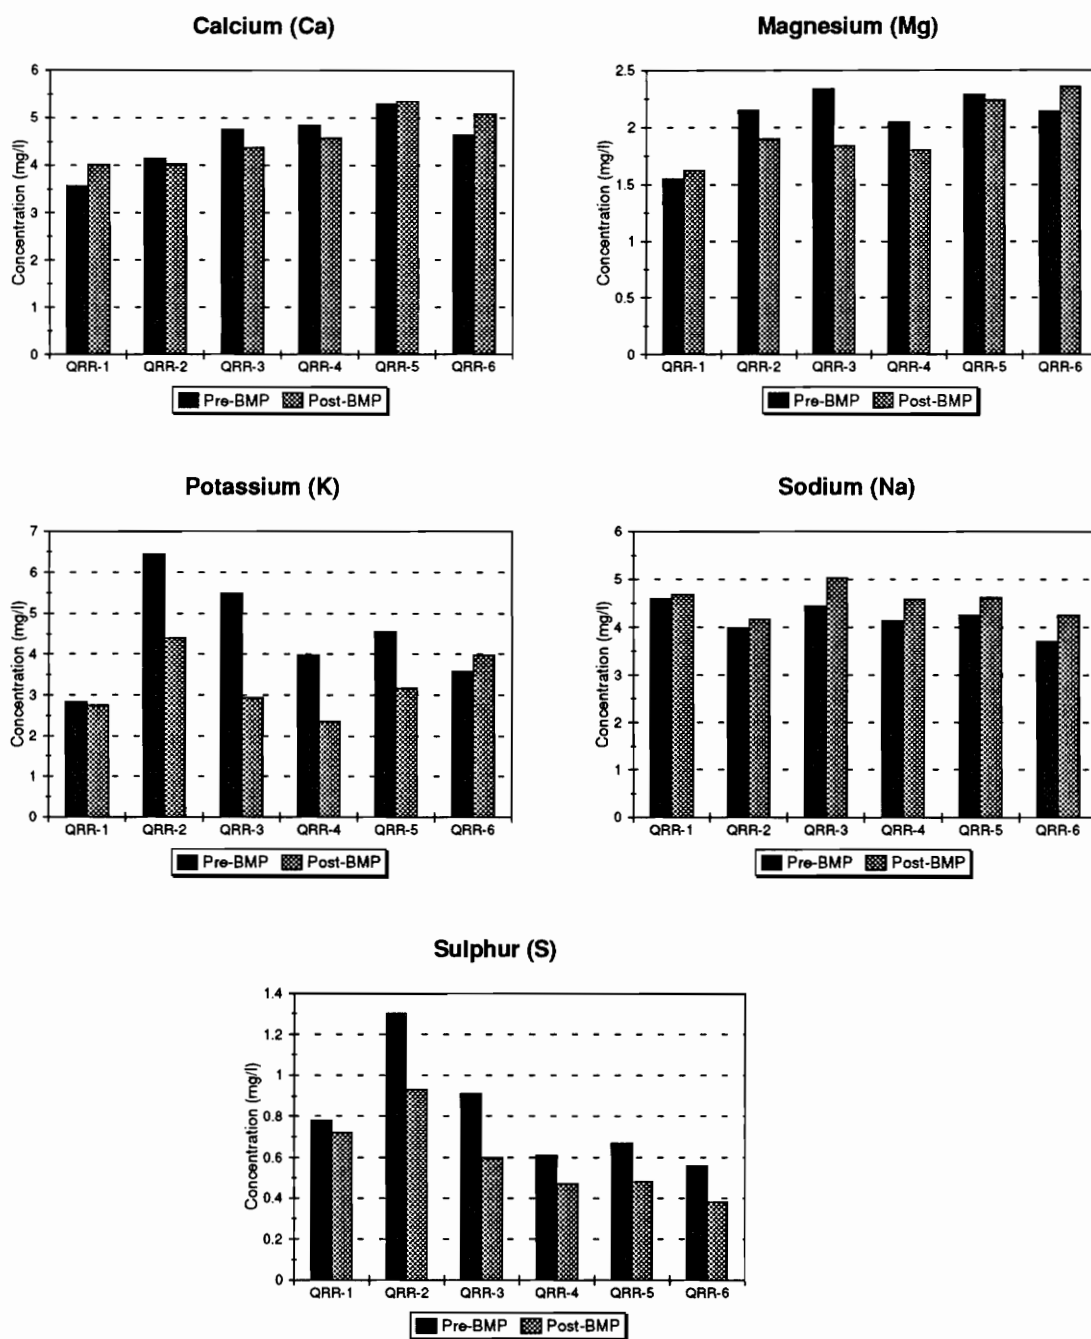 Calcium (Ca)
Concentration (mg/l)
6
5
4
3
2
1
0
QRR-1 QRR-2 QRR-3 QRR-4 QRR-5 QRR-6
Pre-BMP Post-BMP
Magnesium (Mg)
Concentration (mg/l)
2.5
2
1.5
1
0.5
0
QRR-1 QRR-2 QRR-3 QRR-4 QRR-5 QRR-6
Pre-BMP Post-BMP
Potassium (K)
Concentration (mg/l)
7
6
5
4
3
2
1
0
QRR-1 QRR-2 QRR-3 QRR-4 QRR-5 QRR-6
Pre-BMP Post-BMP
Sodium (Na)
Concentration (mg/l)
6
5
4
3
2
1
0
QRR-1 QRR-2 QRR-3 QRR-4 QRR-5 QRR-6
Pre-BMP Post-BMP
Sulphur (S)
Concentration (mg/l)
1.4
1.2
1
0.8
0.6
0.4
0.2
0
QRR-1 QRR-2 QRR-3 QRR-4 QRR-5 QRR-6
Pre-BMP Post-BMP